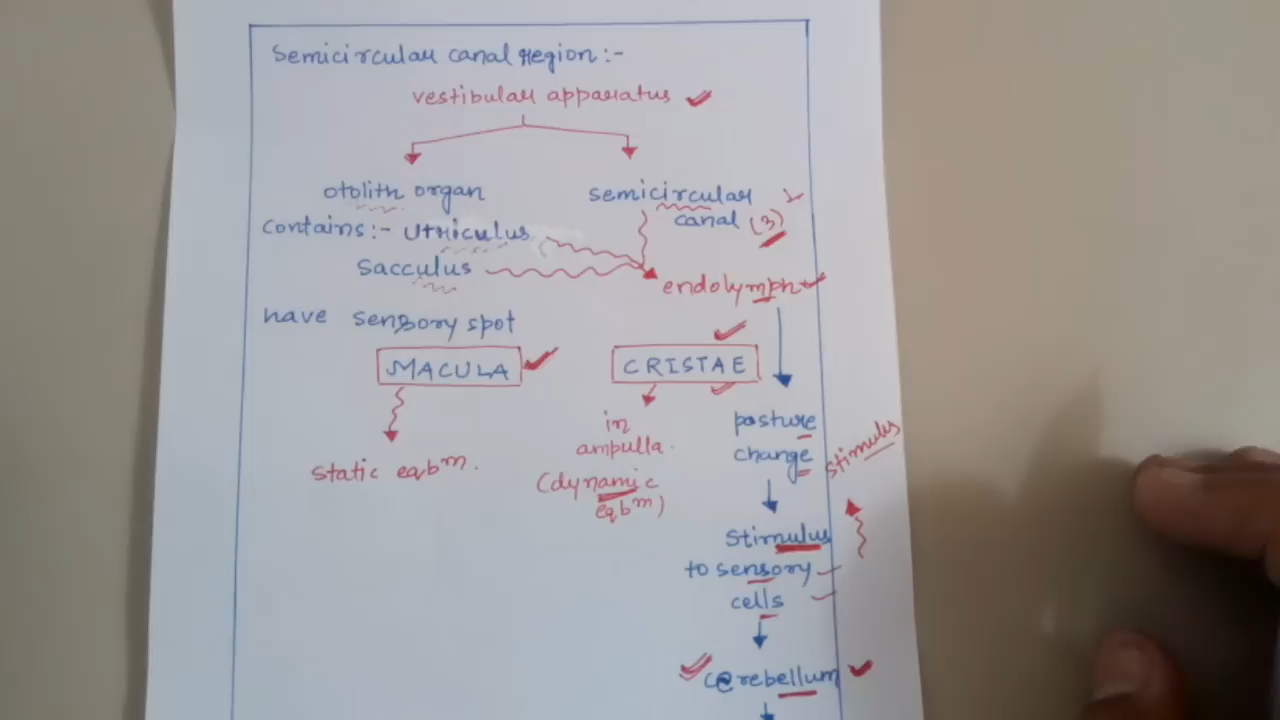 Semicircular canal region:-
vestibular apparatus
otolith organ
semicircular canal (3)
contains:- utriculus
sacculus
endolymph
have sensory spot
MACULA
CRISTAE
static eqbm.
in
ampulla.
(dynamic
eqbm)
posture
change
stimulus
stimulus
to sensory
cells
cerebellum